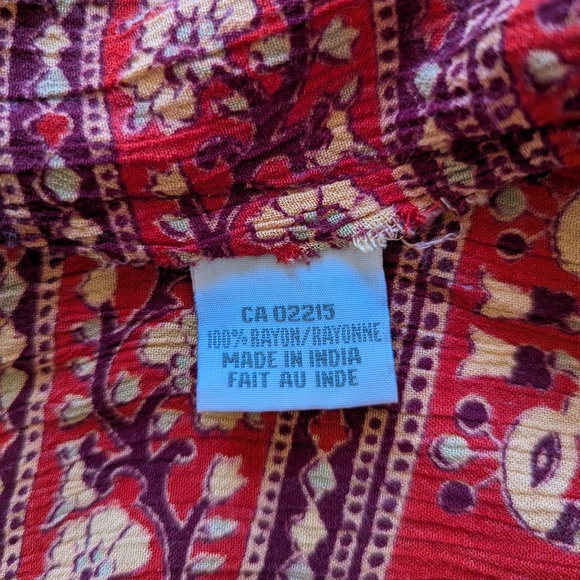 CA 02215
100% RAYON/RAYONNE
MADE IN INDIA
FAIT AU INDE